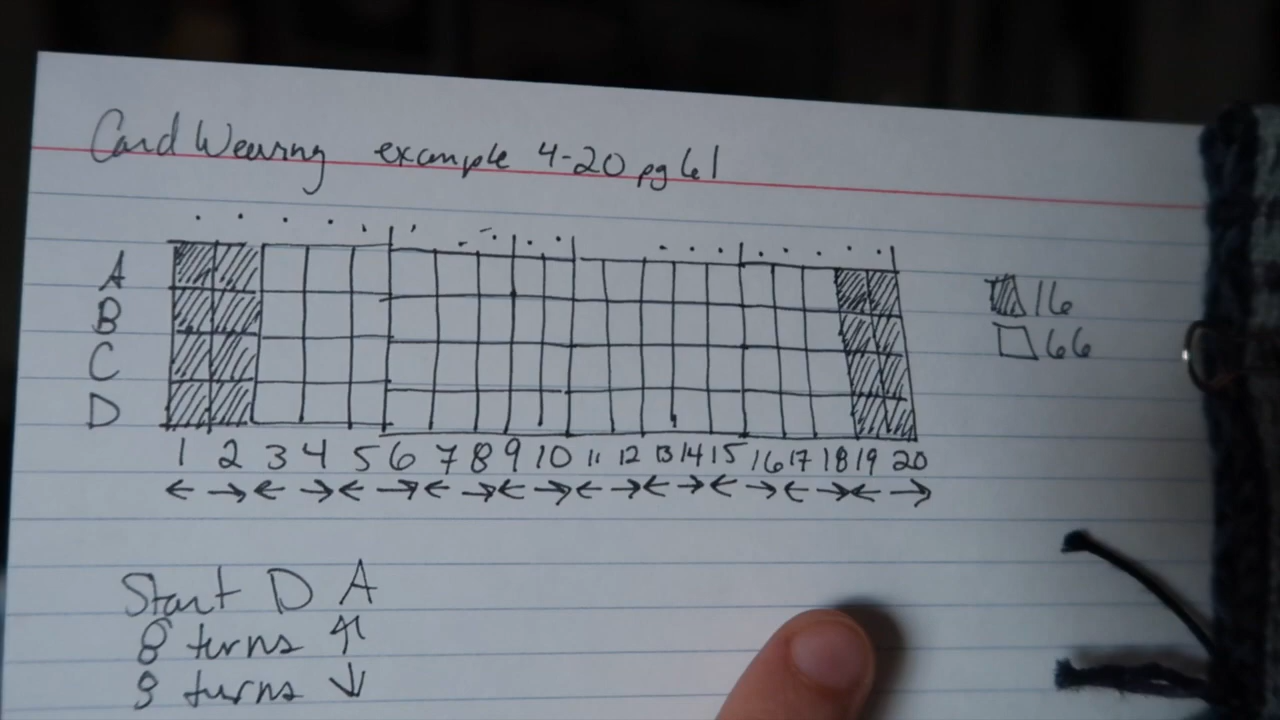 Card Weaving example 4-20 pg 61
A
B
C
D
16
66
1 2 3 4 5 6 7 8 9 10 11 12 13 14 15 16 17 18 19 20
← → ← → ← → ← → ← → ← → ← → ← → ← → ← →
Start D A
8 turns ↑
8 turns ↓